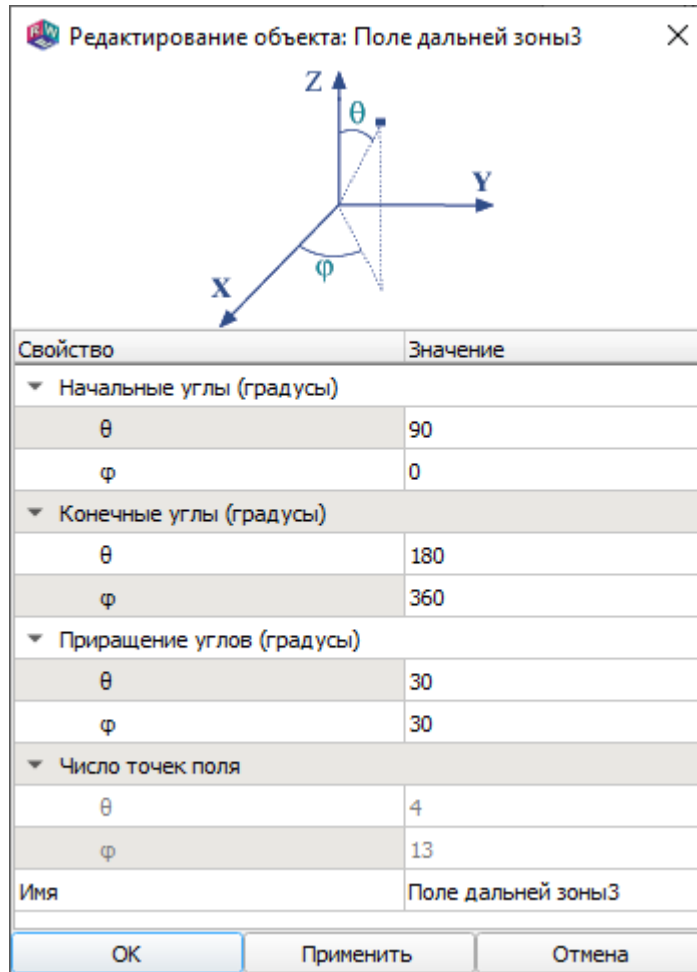 Редактирование объекта: Поле дальней зоны3
Z
θ
Y
φ
X
Свойство Значение
Начальные углы (градусы)
θ 90
φ 0
Конечные углы (градусы)
θ 180
φ 360
Приращение углов (градусы)
θ 30
φ 30
Число точек поля
θ 4
φ 13
Имя Поле дальней зоны3
ОК Применить Отмена